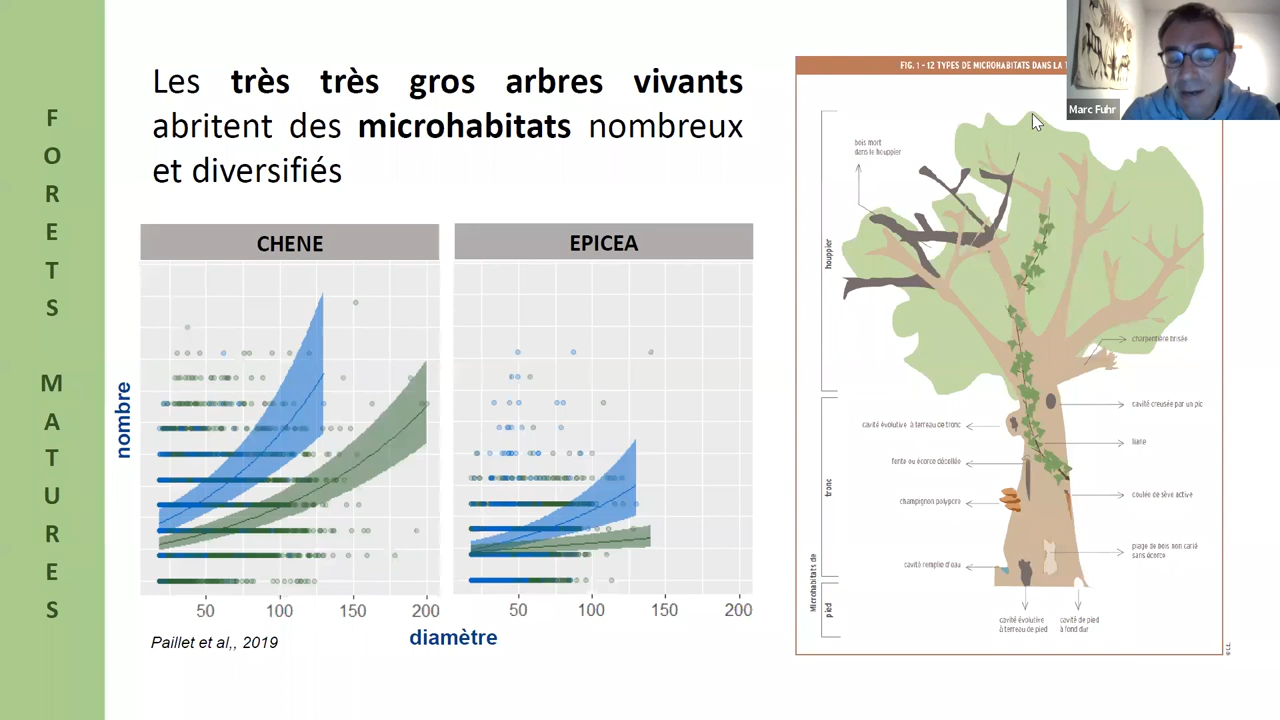 FORETS MATURES
Les très très gros arbres vivants
abritent des microhabitats nombreux
et diversifiés
CHENE
EPICEA
nombre
50 100 150 200
50 100 150 200
diamètre
Paillet et al,, 2019
FIG. 1 - 12 TYPES DE MICROHABITATS DANS LA
Marc Fuhr
houppier
bois mort
dans le houppier
charpentière brisée
tronc
cavité creusée par un pic
cavité évolutive à terreau de tronc
liane
fente ou écorce décollée
coulée de sève active
champignon polypore
plage de bois non carié
sans écorce
cavité remplie d'eau
Microhabitats de
pied
cavité évolutive
à terreau de pied
cavité de pied
à fond dur